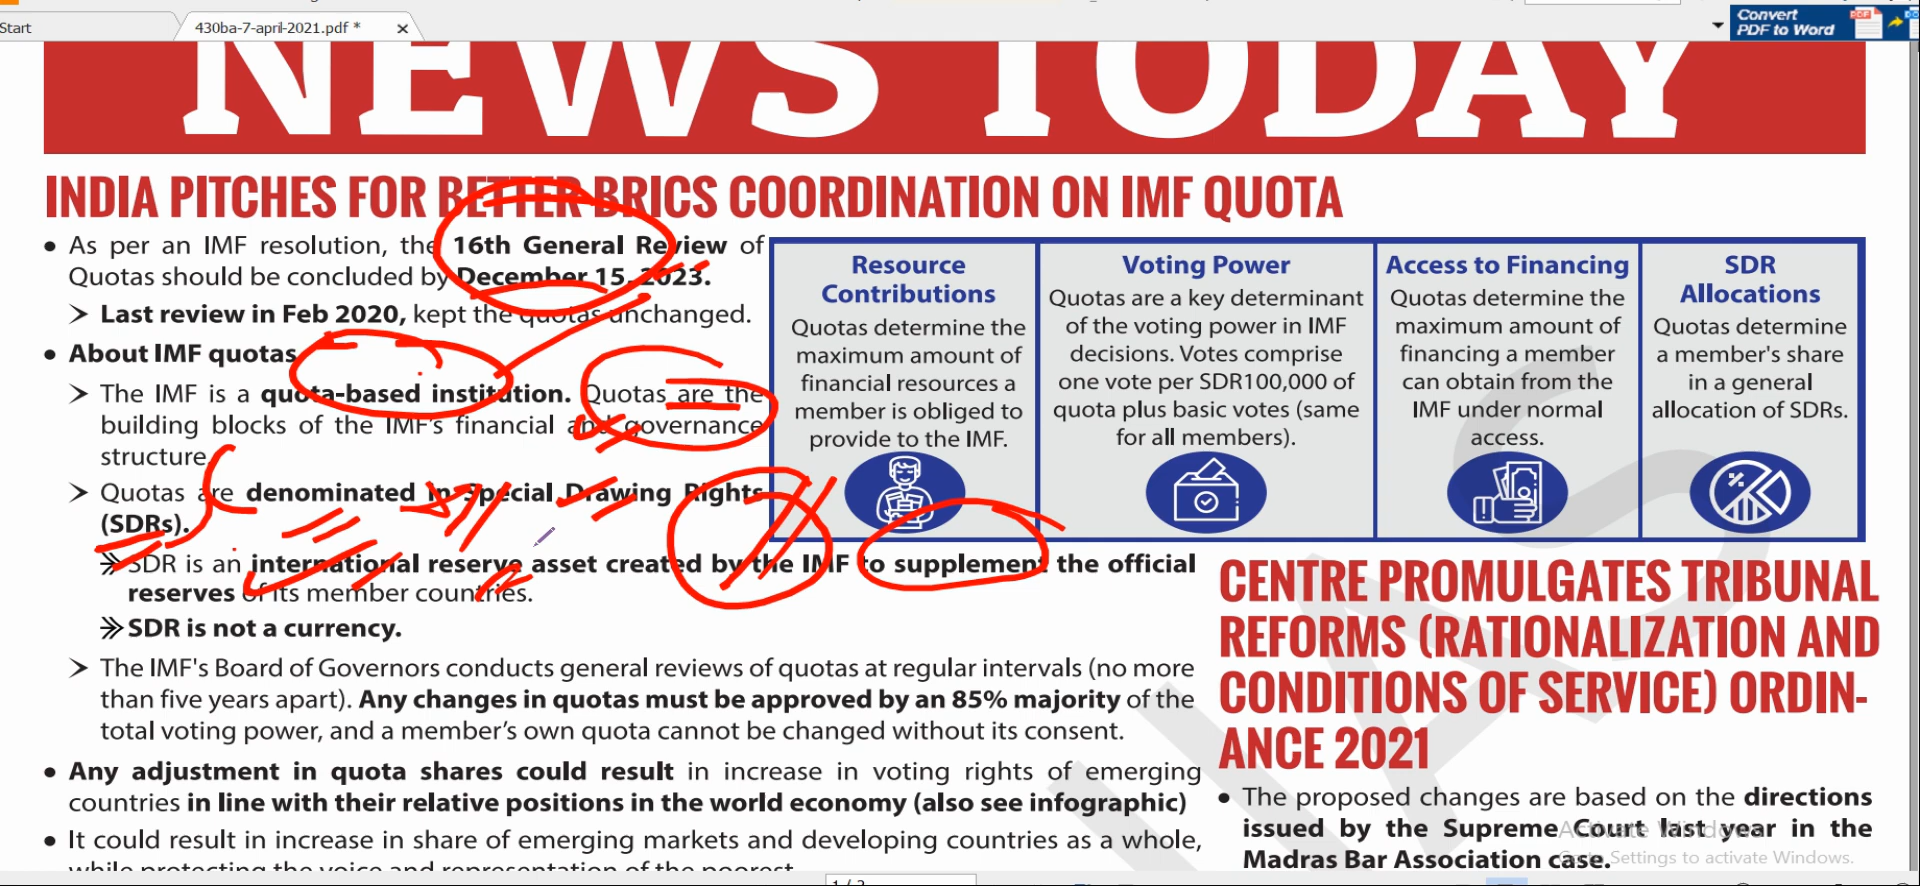 Start
430ba-7-april-2021.pdf *
Convert
PDF to Word
NEWS TODAY
INDIA PITCHES FOR BETTER BRICS COORDINATION ON IMF QUOTA
• As per an IMF resolution, the 16th General Review of
Quotas should be concluded by December 15, 2023.
➢ Last review in Feb 2020, kept the quotas unchanged.
• About IMF quotas
➢ The IMF is a quota-based institution. Quotas are the
building blocks of the IMF's financial and governance
structure.
➢ Quotas are denominated in Special Drawing Rights
(SDRs).
SDR is an international reserve asset created by the IMF to supplement the official
reserves of its member countries.
SDR is not a currency.
➢ The IMF's Board of Governors conducts general reviews of quotas at regular intervals (no more
than five years apart). Any changes in quotas must be approved by an 85% majority of the
total voting power, and a member's own quota cannot be changed without its consent.
• Any adjustment in quota shares could result in increase in voting rights of emerging
countries in line with their relative positions in the world economy (also see infographic)
• It could result in increase in share of emerging markets and developing countries as a whole,
while protecting the voice and representation of the poorest
Resource
Contributions
Quotas determine the
maximum amount of
financial resources a
member is obliged to
provide to the IMF.
Voting Power
Quotas are a key determinant
of the voting power in IMF
decisions. Votes comprise
one vote per SDR100,000 of
quota plus basic votes (same
for all members).
Access to Financing
Quotas determine the
maximum amount of
financing a member
can obtain from the
IMF under normal
access.
SDR
Allocations
Quotas determine
a member's share
in a general
allocation of SDRs.
CENTRE PROMULGATES TRIBUNAL
REFORMS (RATIONALIZATION AND
CONDITIONS OF SERVICE) ORDIN-
ANCE 2021
• The proposed changes are based on the directions
issued by the Supreme Court last year in the
Madras Bar Association case.
Activate Windows
Go to Settings to activate Windows.